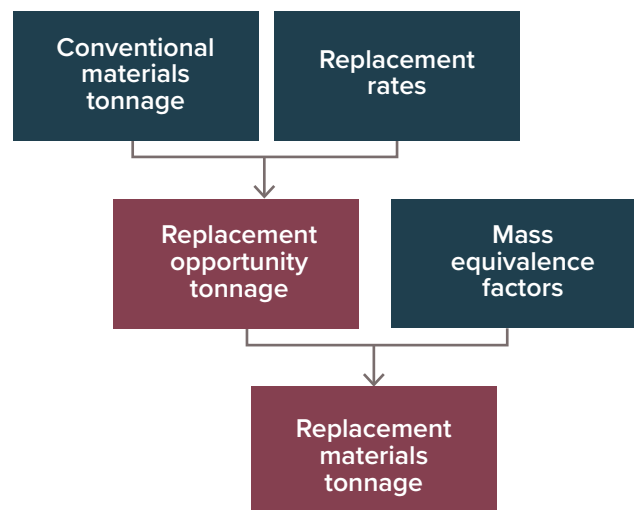 Conventional
materials
tonnage
Replacement
rates
Replacement
opportunity
tonnage
Mass
equivalence
factors
Replacement
materials
tonnage